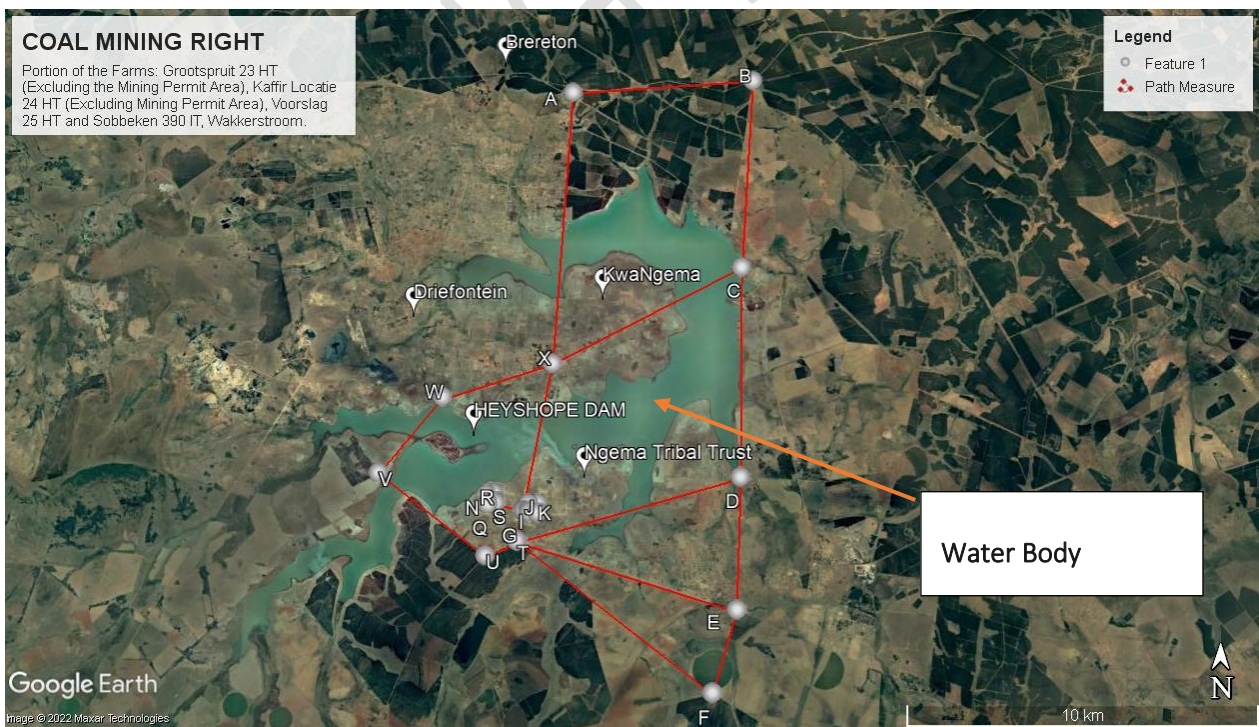 COAL MINING RIGHT
Portion of the Farms: Grootspruit 23 HT
(Excluding the Mining Permit Area), Kaffir Locatie
24 HT (Excluding Mining Permit Area), Voorslag
25 HT and Sobbeken 390 IT, Wakkerstroom.
Legend
Feature 1
Path Measure
Brereton
A
B
KwaNgema
C
Driefontein
X
W
HEYSHOPE DAM
Ngema Tribal Trust
V
D
N
R
S
J
K
I
Q
G
T
U
Water Body
E
F
Google Earth
Image © 2022 Maxar Technologies
10 km
N